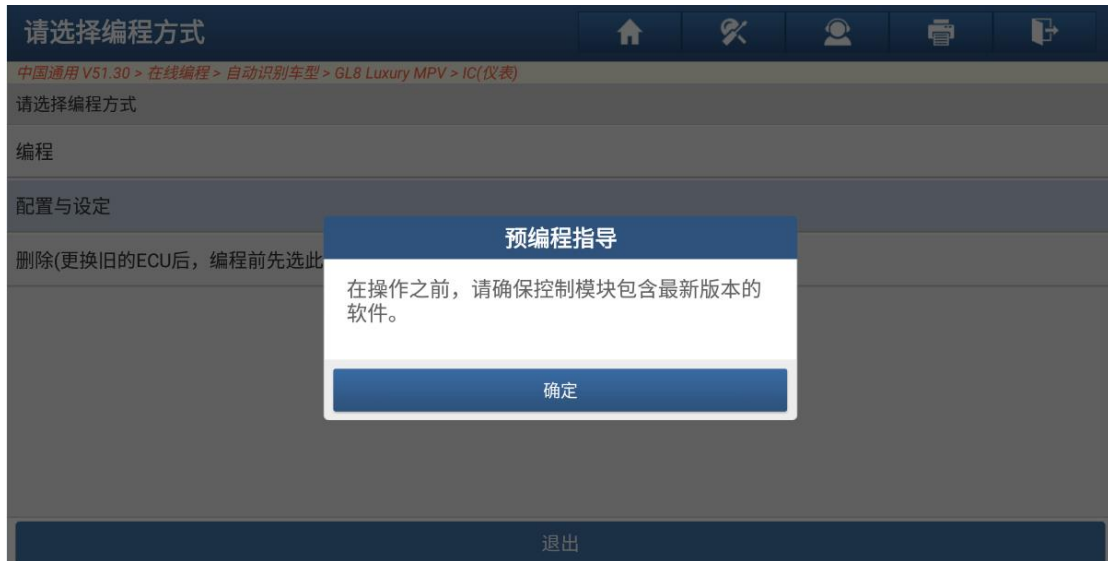 请选择编程方式
中国通用 V51.30 > 在线编程 > 自动识别车型 > GL8 Luxury MPV > IC(仪表)
请选择编程方式
编程
配置与设定
删除(更换旧的ECU后，编程前先选此
预编程指导
在操作之前，请确保控制模块包含最新版本的
软件。
确定
退出